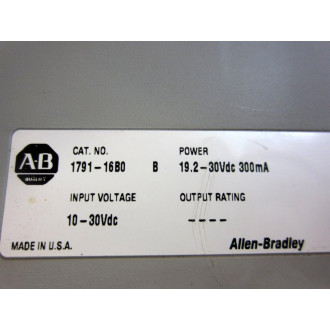 A-B
QUALITY
CAT. NO. POWER
1791-16B0 B 19.2-30Vdc 300mA
INPUT VOLTAGE OUTPUT RATING
10-30Vdc ----
MADE IN U.S.A. Allen-Bradley